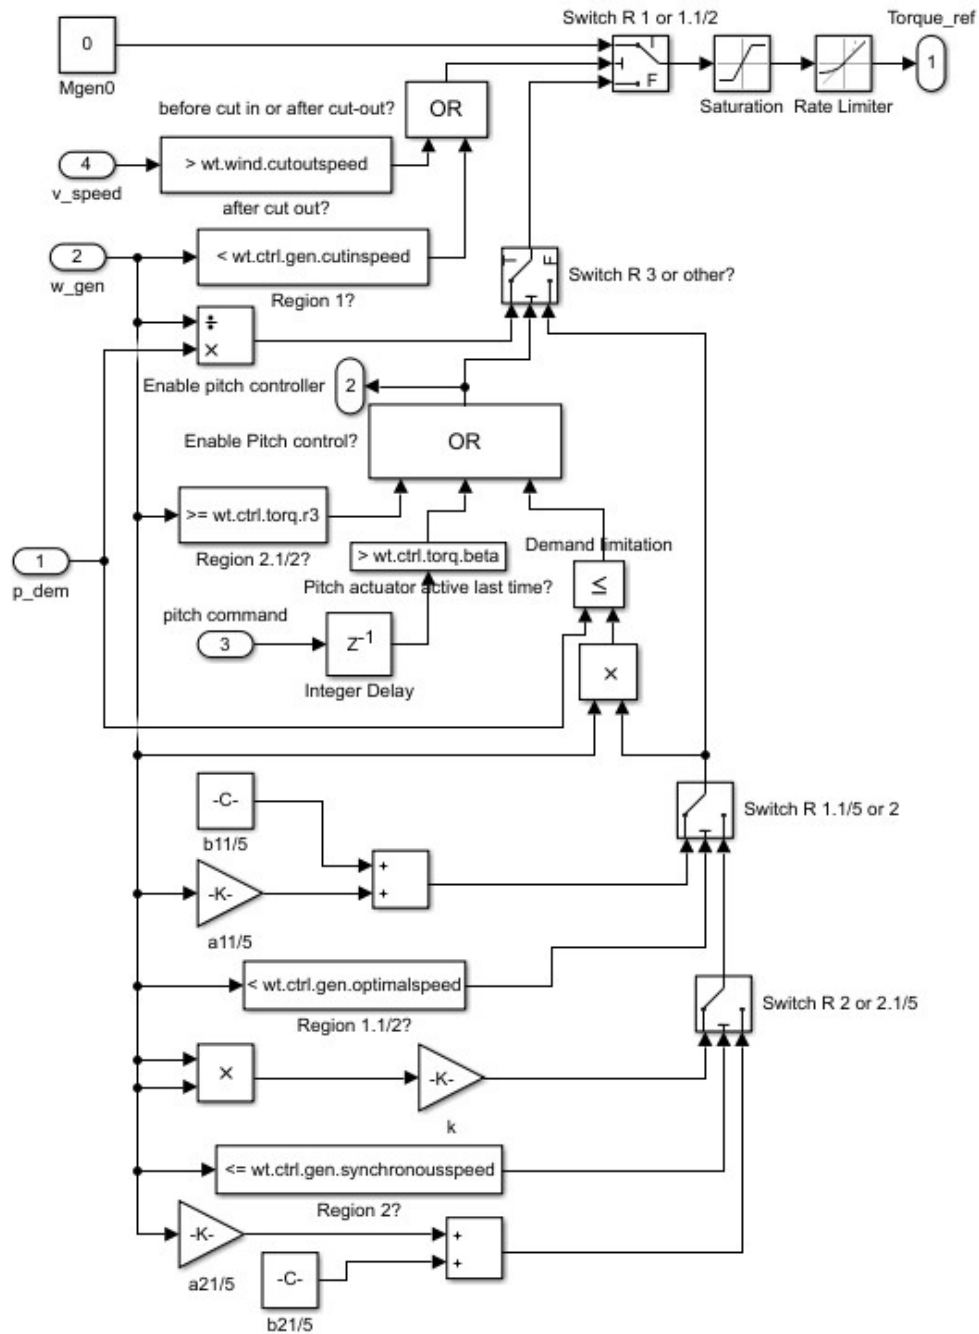 Switch R 1 or 1.1/2
Torque_ref
0
Mgen0
T
F
1
Saturation
Rate Limiter
before cut in or after cut-out?
OR
4
v_speed
> wt.wind.cutoutspeed
after cut out?
2
w_gen
< wt.ctrl.gen.cutinspeed
Region 1?
T
F
Switch R 3 or other?
÷
×
Enable pitch controller
2
Enable Pitch control?
OR
>= wt.ctrl.torq.r3
Region 2.1/2?
> wt.ctrl.torq.beta
Pitch actuator active last time?
Demand limitation
≤
1
p_dem
pitch command
3
Z-1
Integer Delay
×
-C-
b11/5
Switch R 1.1/5 or 2
+
+
-K-
a11/5
< wt.ctrl.gen.optimalspeed
Region 1.1/2?
Switch R 2 or 2.1/5
×
-K-
k
<= wt.ctrl.gen.synchronousspeed
Region 2?
-K-
a21/5
+
+
-C-
b21/5